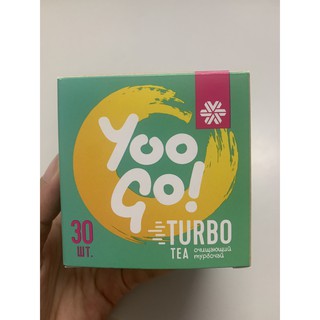 Yoo
Go!
30
ШТ.
TURBO
TEA
очищающий
турбочай